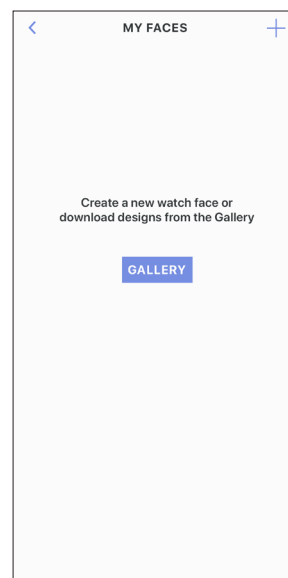 MY FACES
Create a new watch face or
download designs from the Gallery
GALLERY